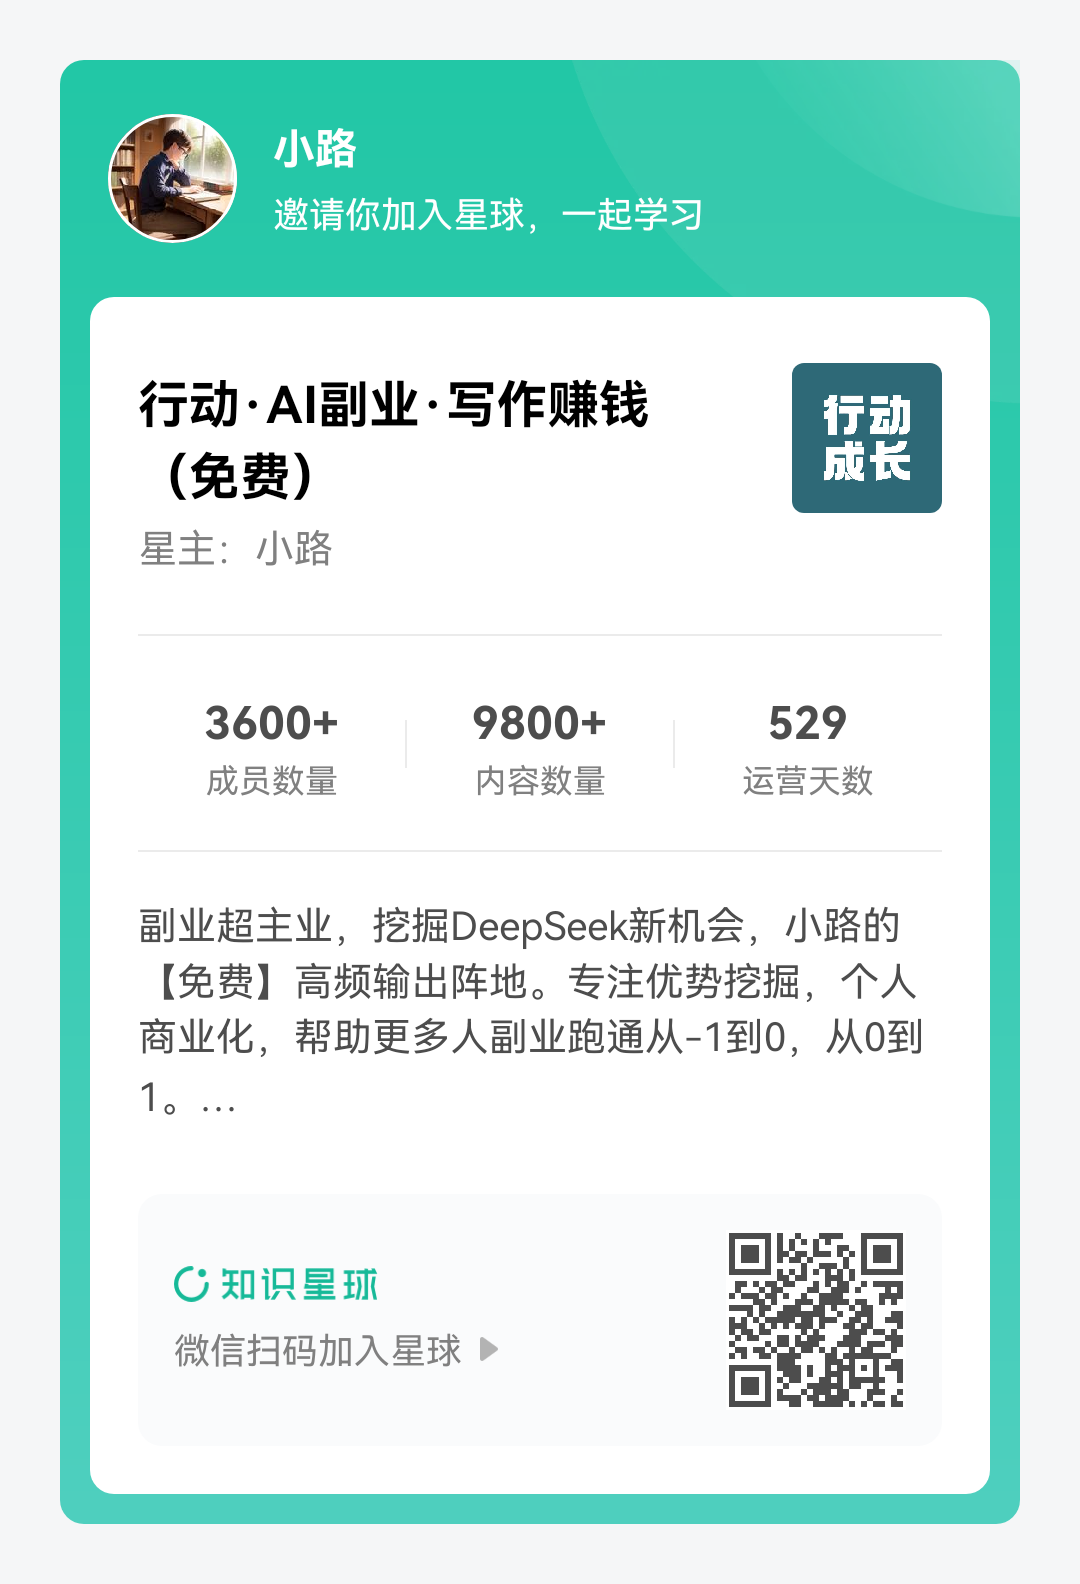 小路
邀请你加入星球，一起学习
行动·AI副业·写作赚钱
（免费）
行动
成长
星主：小路
3600+
9800+
529
成员数量
内容数量
运营天数
副业超主业，挖掘DeepSeek新机会，小路的
【免费】高频输出阵地。专注优势挖掘，个人
商业化，帮助更多人副业跑通从-1到0，从0到
1。...
知识星球
微信扫码加入星球